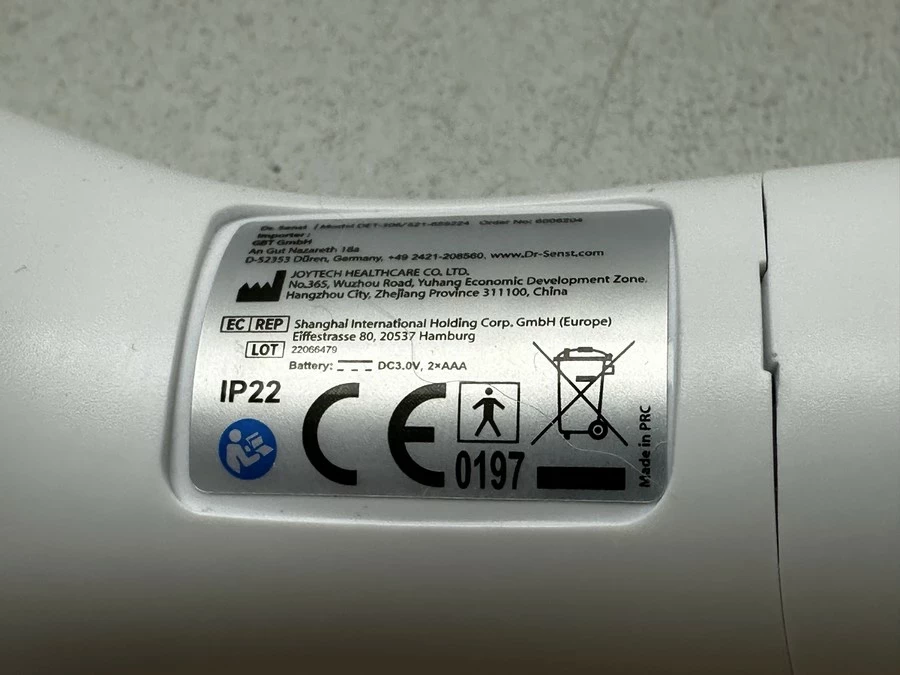 Dr. Senst / Model DET-306/321-655224 Order No: 6006204
Importer:
GBT GmbH
An Gut Nazareth 18a
D-52353 Düren, Germany, +49 2421-208560, www.Dr-Senst.com
JOYTECH HEALTHCARE CO., LTD.
No.365, Wuzhou Road, Yuhang Economic Development Zone.
Hangzhou City, Zhejiang Province 311100, China
EC REP Shanghai International Holding Corp. GmbH (Europe)
Eiffestrasse 80, 20537 Hamburg
LOT 22066479
Battery: DC3.0V, 2×AAA
IP22
CE 0197
Made in PRC